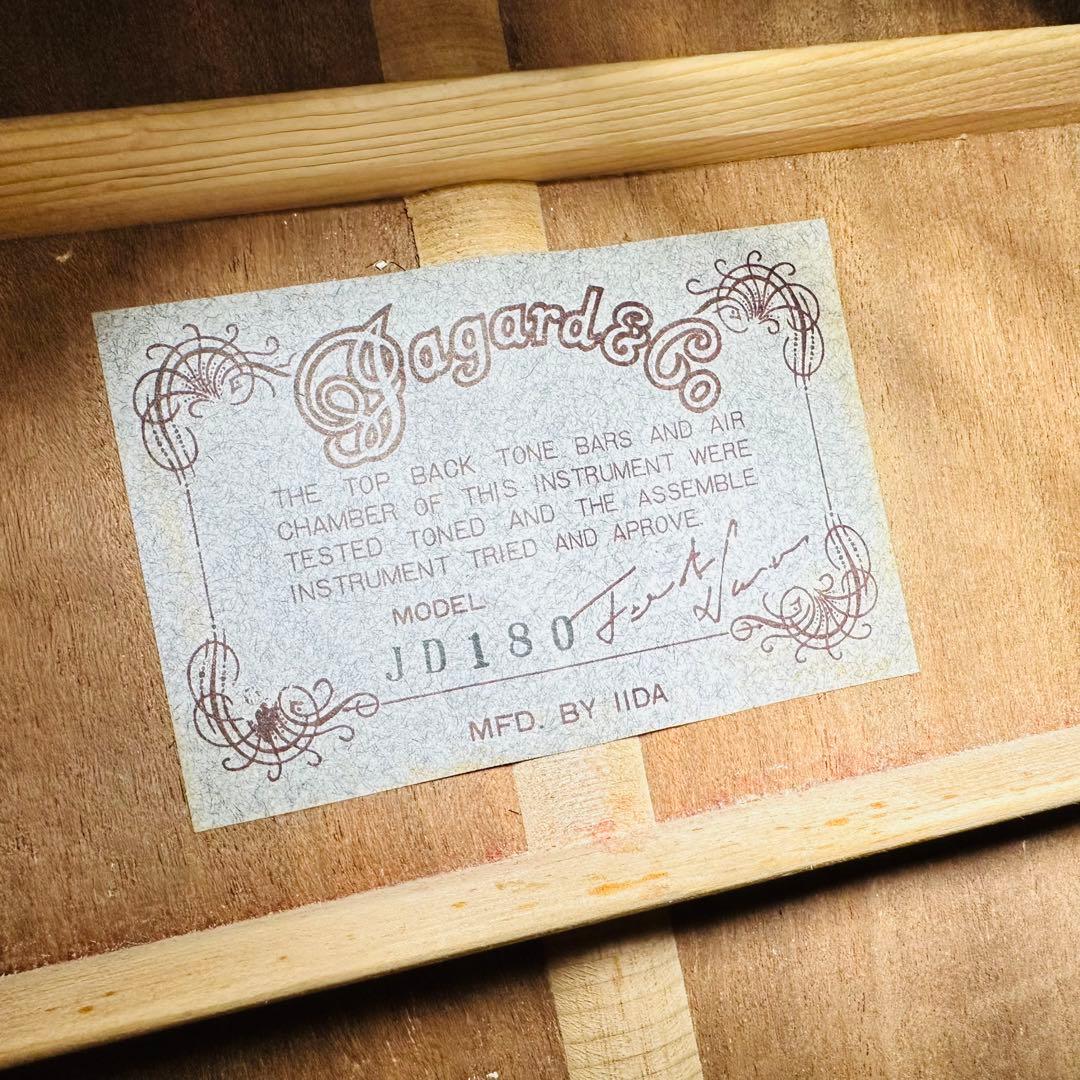 Jagard&Co
THE TOP BACK TONE BARS AND AIR
CHAMBER OF THIS INSTRUMENT WERE
TESTED TONED AND THE ASSEMBLE
INSTRUMENT TRIED AND APROVE.
MODEL
JD180
MFD. BY IIDA